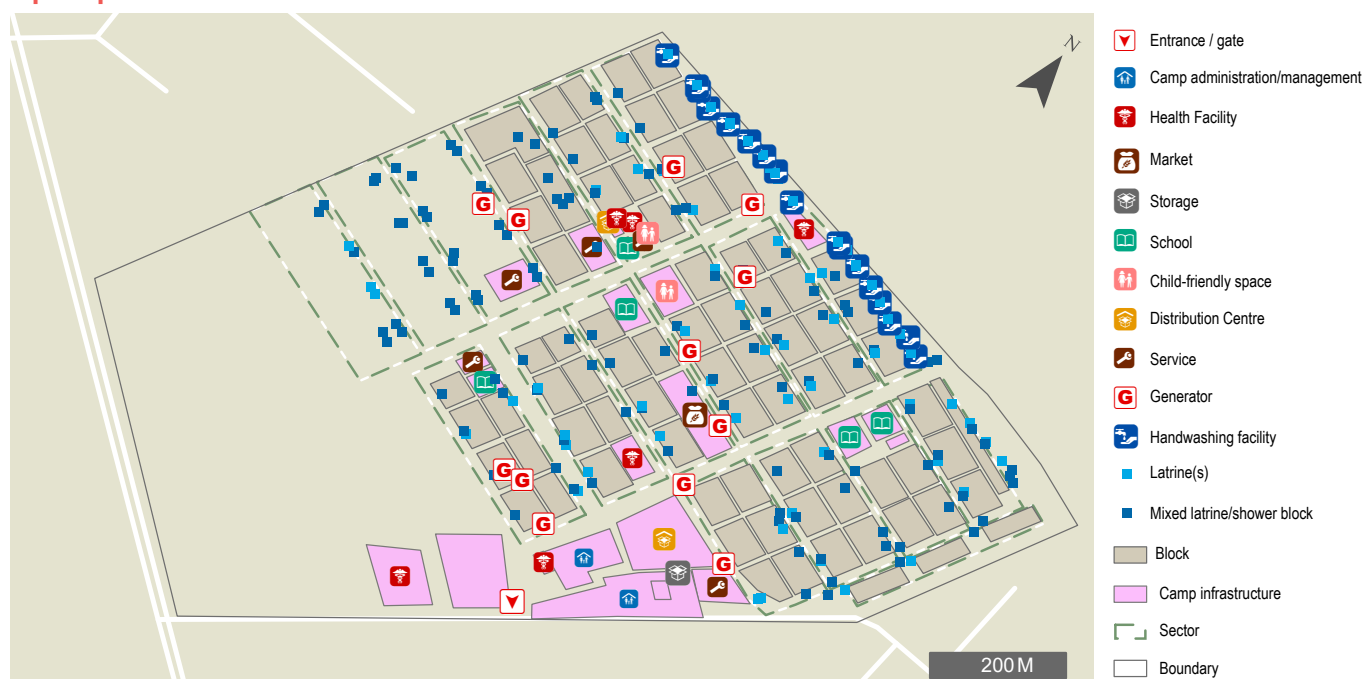 N
Entrance / gate
Camp administration/management
Health Facility
Market
Storage
School
Child-friendly space
Distribution Centre
Service
G
Generator
Handwashing facility
Latrine(s)
Mixed latrine/shower block
Block
Camp infrastructure
Sector
Boundary
G
G
G
G
G
G
G
G
G
G
G
G
200 M